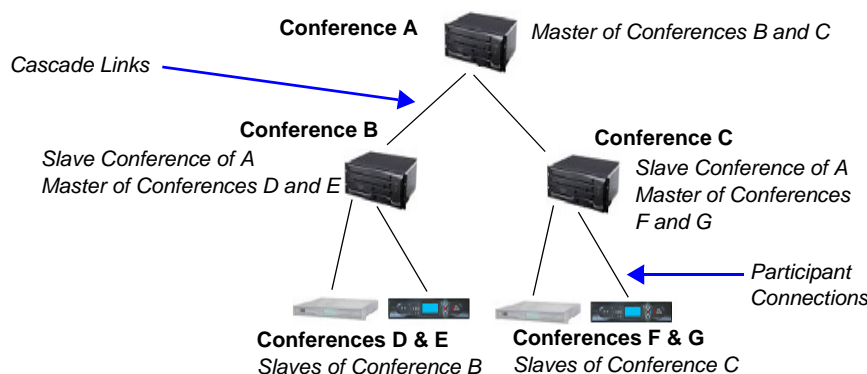 Conference A
Master of Conferences B and C
Cascade Links
Conference B
Slave Conference of A
Master of Conferences D and E
Conference C
Slave Conference of A
Master of Conferences
F and G
Participant
Connections
Conferences D & E
Slaves of Conference B
Conferences F & G
Slaves of Conference C